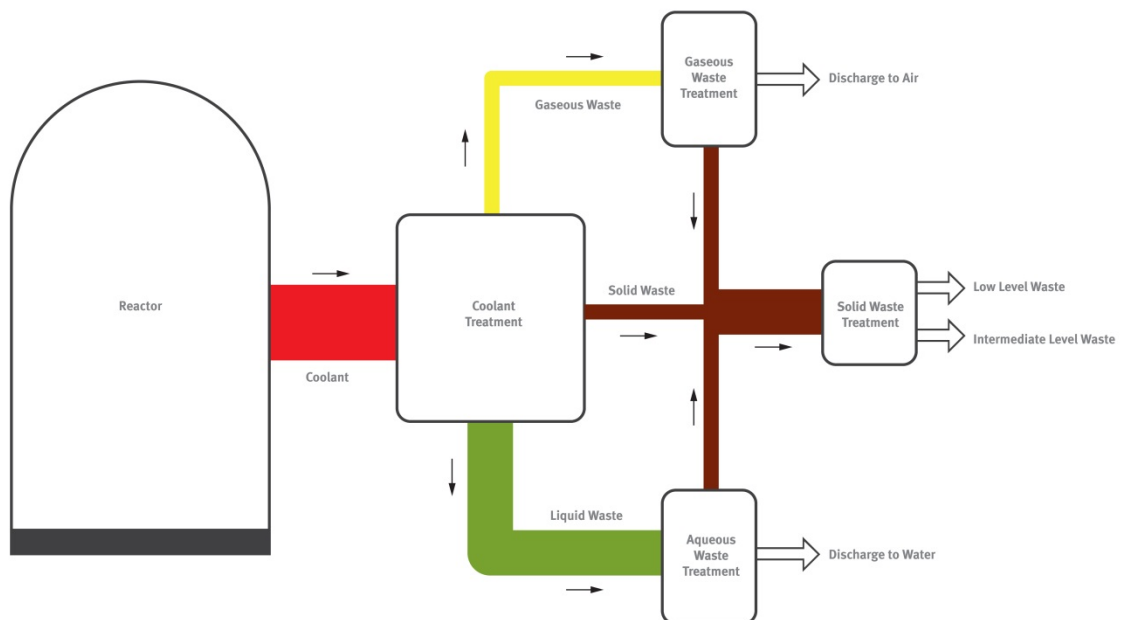 Gaseous
Waste
Treatment
Discharge to Air
Gaseous Waste
Reactor
Coolant
Coolant
Treatment
Solid Waste
Solid Waste
Treatment
Low Level Waste
Intermediate Level Waste
Liquid Waste
Aqueous
Waste
Treatment
Discharge to Water